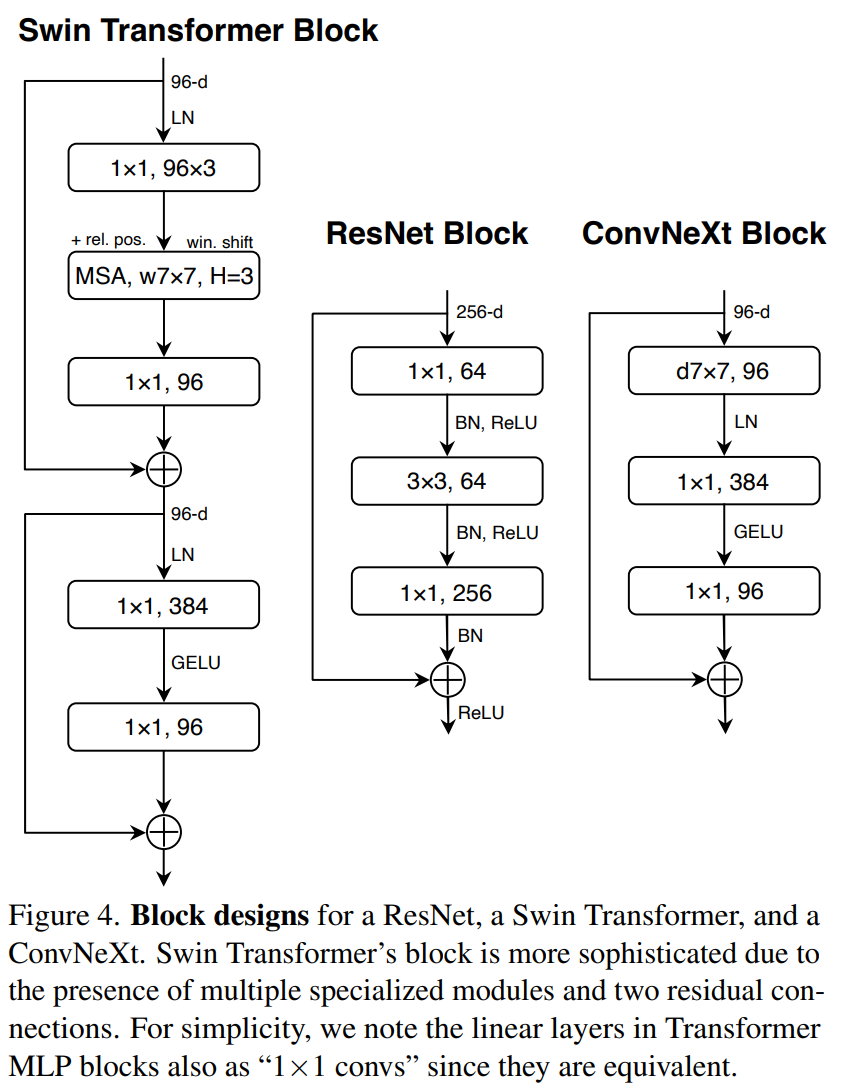 Swin Transformer Block
96-d
LN
1×1, 96×3
+ rel. pos. win. shift
MSA, w7×7, H=3
1×1, 96
96-d
LN
1×1, 384
GELU
1×1, 96
ResNet Block
256-d
1×1, 64
BN, ReLU
3×3, 64
BN, ReLU
1×1, 256
BN
ReLU
ConvNeXt Block
96-d
d7×7, 96
LN
1×1, 384
GELU
1×1, 96
Figure 4. Block designs for a ResNet, a Swin Transformer, and a
ConvNeXt. Swin Transformer’s block is more sophisticated due to
the presence of multiple specialized modules and two residual con-
nections. For simplicity, we note the linear layers in Transformer
MLP blocks also as “1×1 convs” since they are equivalent.